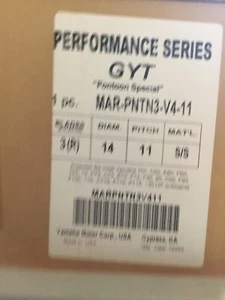 PERFORMANCE SERIES
GYT
"Pontoon Special"
1 pc. MAR-PNTN3-V4-11
BLADES DIAM. PITCH MAT'L
3(R) 14 11 S/S
MARPNTN3V411
Yamaha Motor Corp., USA Cypress, CA